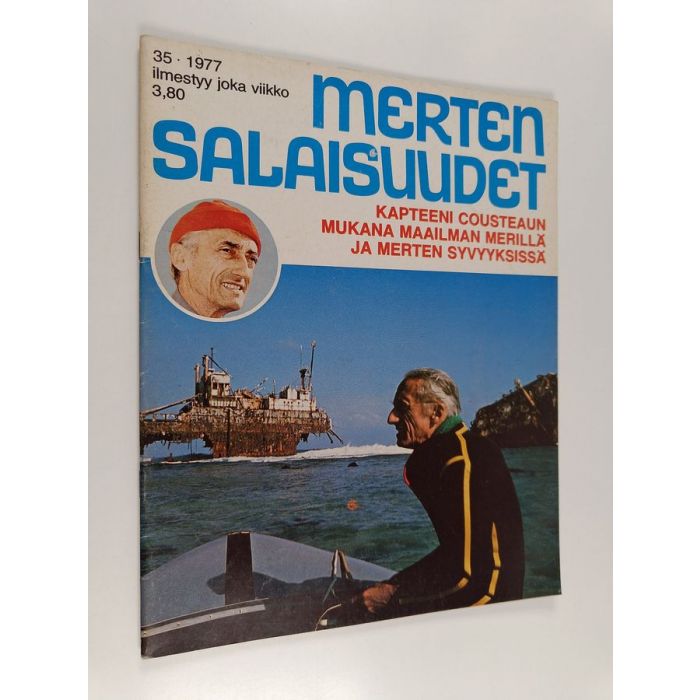 35 · 1977
ilmestyy joka viikko
3,80
MERTEN
SALAISUUDET
KAPTEENI COUSTEAUN
MUKANA MAAILMAN MERILLÄ
JA MERTEN SYVYYKSISSÄ